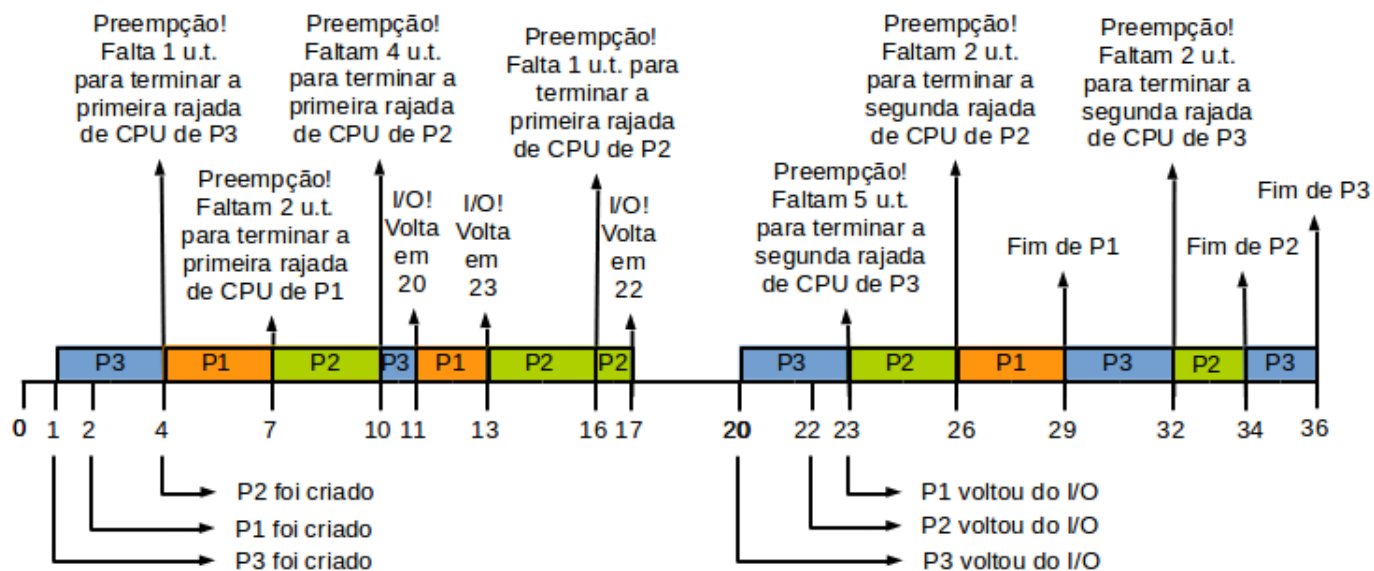 Preempção!
Falta 1 u.t.
para terminar a
primeira rajada
de CPU de P3
Preempção!
Faltam 4 u.t.
para terminar a
primeira rajada
de CPU de P2
Preempção!
Falta 1 u.t. para
terminar a
primeira rajada
de CPU de P2
Preempção!
Faltam 2 u.t.
para terminar a
segunda rajada
de CPU de P2
Preempção!
Faltam 2 u.t.
para terminar a
segunda rajada
de CPU de P3
Preempção!
Faltam 2 u.t.
para terminar a
primeira rajada
de CPU de P1
I/O!
Volta
em
20
I/O!
Volta
em
23
I/O!
Volta
em
22
Preempção!
Faltam 5 u.t.
para terminar a
segunda rajada
de CPU de P3
Fim de P1
Fim de P2
Fim de P3
P3 P1 P2 P3 P1 P2 P2 P3 P2 P1 P3 P2 P3
0 1 2 4 7 10 11 13 16 17 20 22 23 26 29 32 34 36
P2 foi criado
P1 foi criado
P3 foi criado
P1 voltou do I/O
P2 voltou do I/O
P3 voltou do I/O